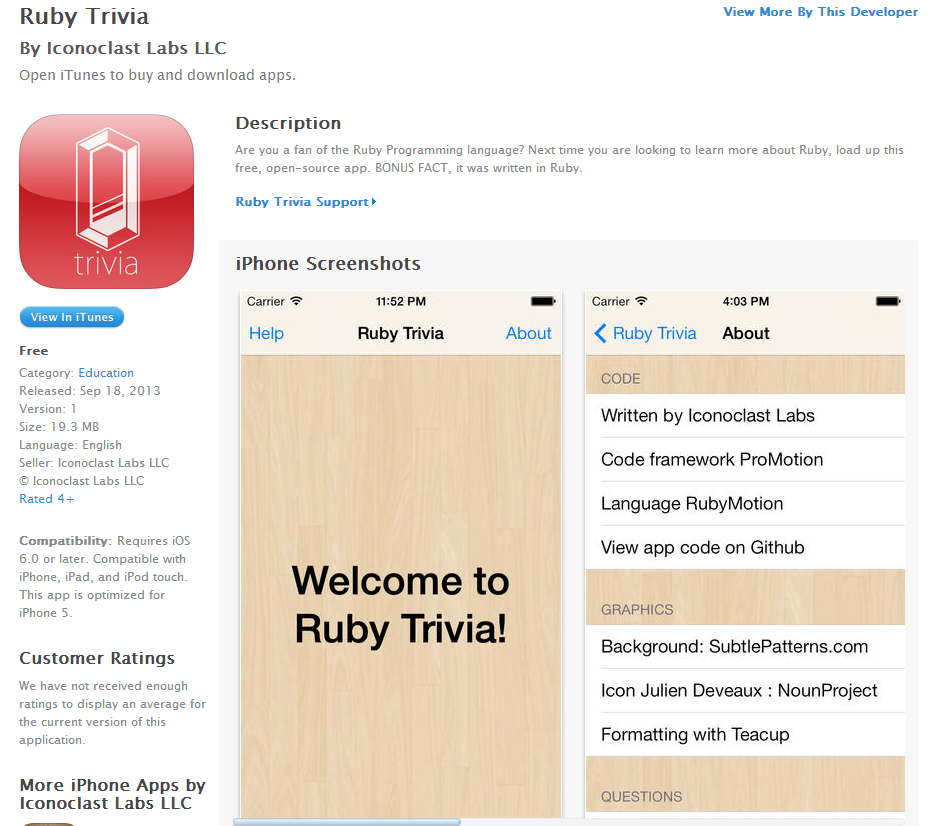 Ruby Trivia
View More By This Developer
By Iconoclast Labs LLC
Open iTunes to buy and download apps.
trivia
View In iTunes
Free
Category: Education
Released: Sep 18, 2013
Version: 1
Size: 19.3 MB
Language: English
Seller: Iconoclast Labs LLC
© Iconoclast Labs LLC
Rated 4+
Compatibility: Requires iOS
6.0 or later. Compatible with
iPhone, iPad, and iPod touch.
This app is optimized for
iPhone 5.
Customer Ratings
We have not received enough
ratings to display an average for
the current version of this
application.
More iPhone Apps by
Iconoclast Labs LLC
Description
Are you a fan of the Ruby Programming language? Next time you are looking to learn more about Ruby, load up this
free, open-source app. BONUS FACT, it was written in Ruby.
Ruby Trivia Support
iPhone Screenshots
Carrier 11:52 PM
Help Ruby Trivia About
Welcome to
Ruby Trivia!
Carrier 4:03 PM
Ruby Trivia About
CODE
Written by Iconoclast Labs
Code framework ProMotion
Language RubyMotion
View app code on Github
GRAPHICS
Background: SubtlePatterns.com
Icon Julien Deveaux : NounProject
Formatting with Teacup
QUESTIONS